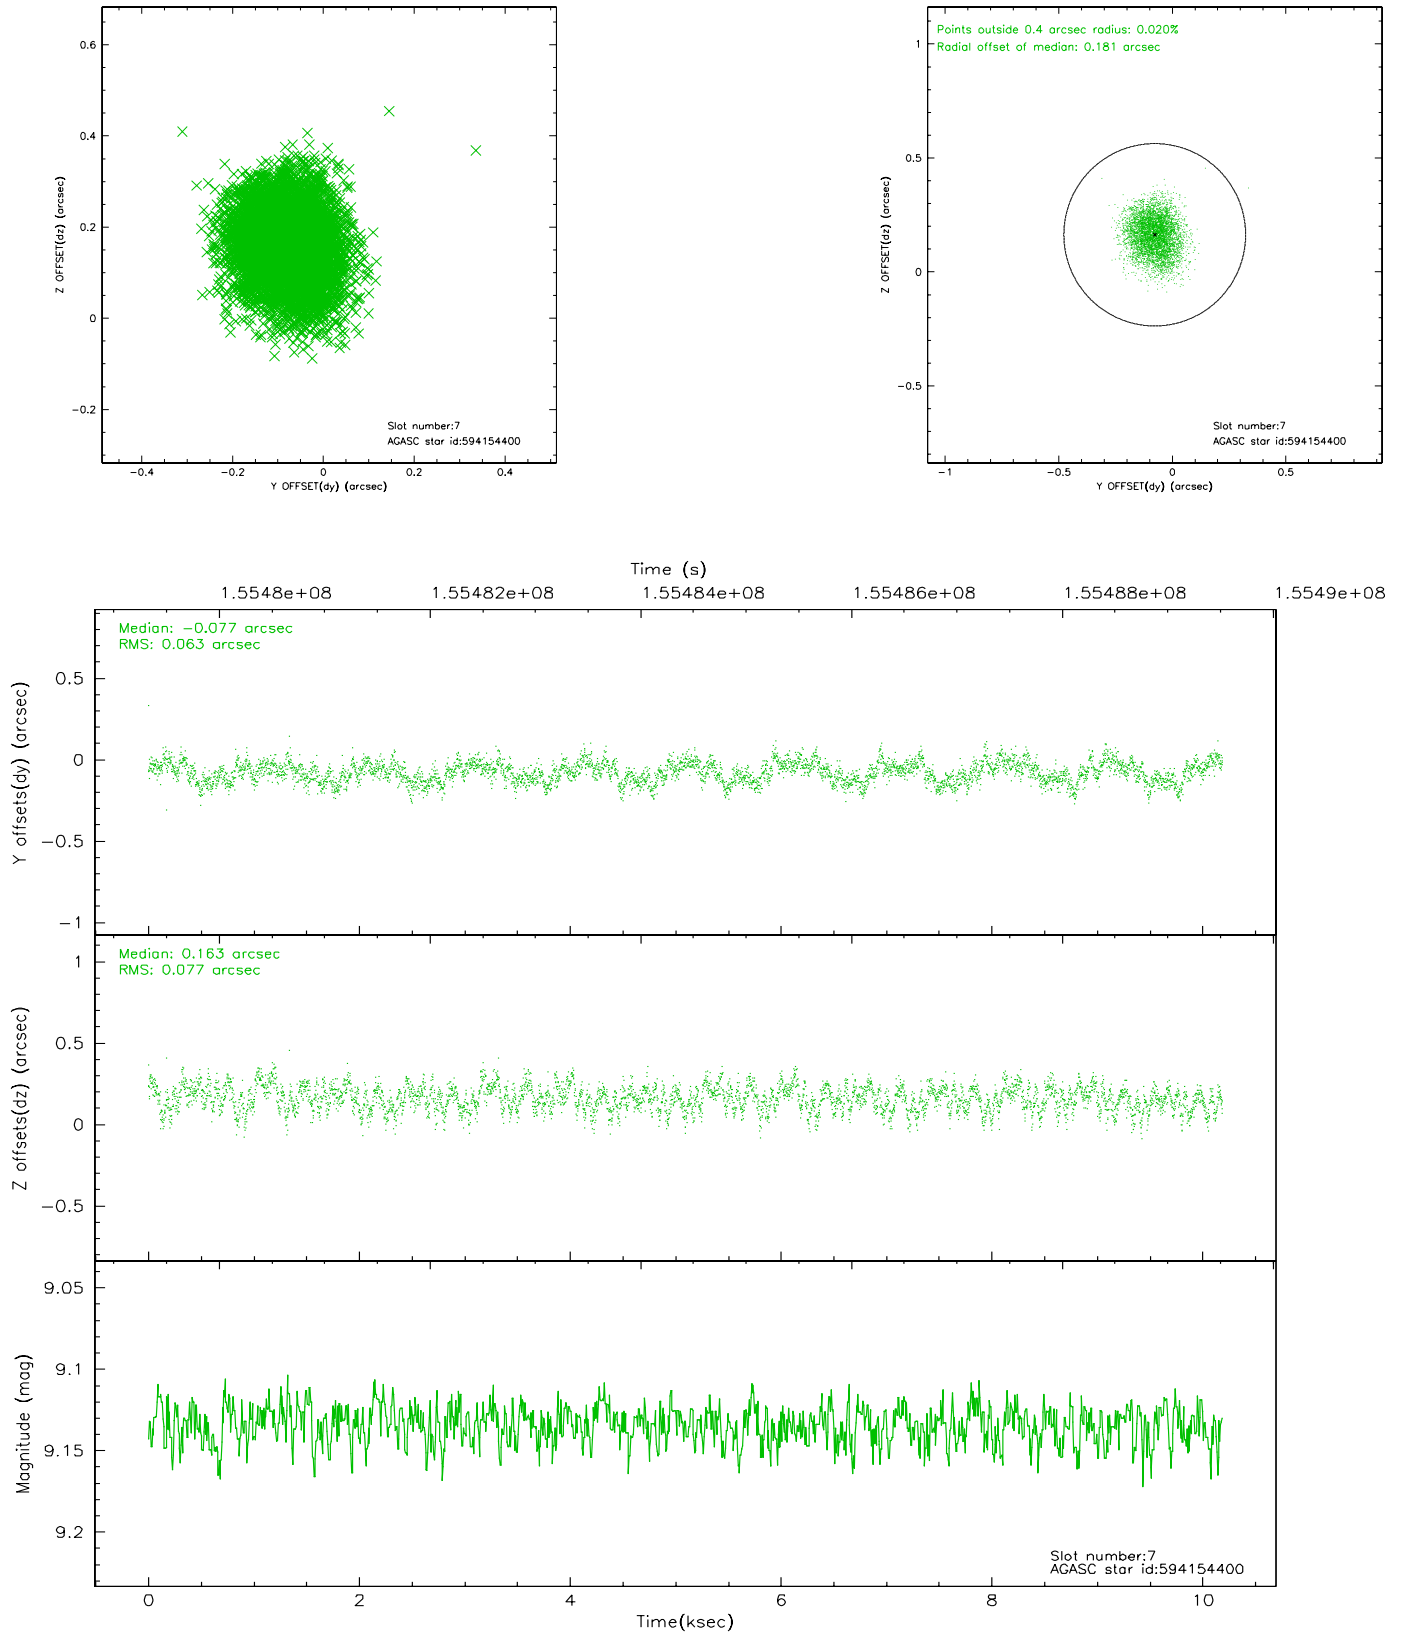 0.6
0.4
0.2
0
−0.2
Z OFFSET(dz) (arcsec)
Slot number:7
AGASC star id:594154400
−0.4
−0.2
0
0.2
0.4
Y OFFSET(dy) (arcsec)
Points outside 0.4 arcsec radius: 0.020%
Radial offset of median: 0.181 arcsec
1
0.5
0
−0.5
Z OFFSET(dz) (arcsec)
Slot number:7
AGASC star id:594154400
−1
−0.5
0
0.5
Y OFFSET(dy) (arcsec)
Time (s)
1.5548e+08
1.55482e+08
1.55484e+08
1.55486e+08
1.55488e+08
1.5549e+08
Median: −0.077 arcsec
RMS: 0.063 arcsec
0.5
0
−0.5
−1
Y offsets(dy) (arcsec)
Median: 0.163 arcsec
RMS: 0.077 arcsec
1
0.5
0
−0.5
Z offsets(dz) (arcsec)
9.05
9.1
9.15
9.2
Magnitude (mag)
Slot number:7
AGASC star id:594154400
0
2
4
6
8
10
Time(ksec)